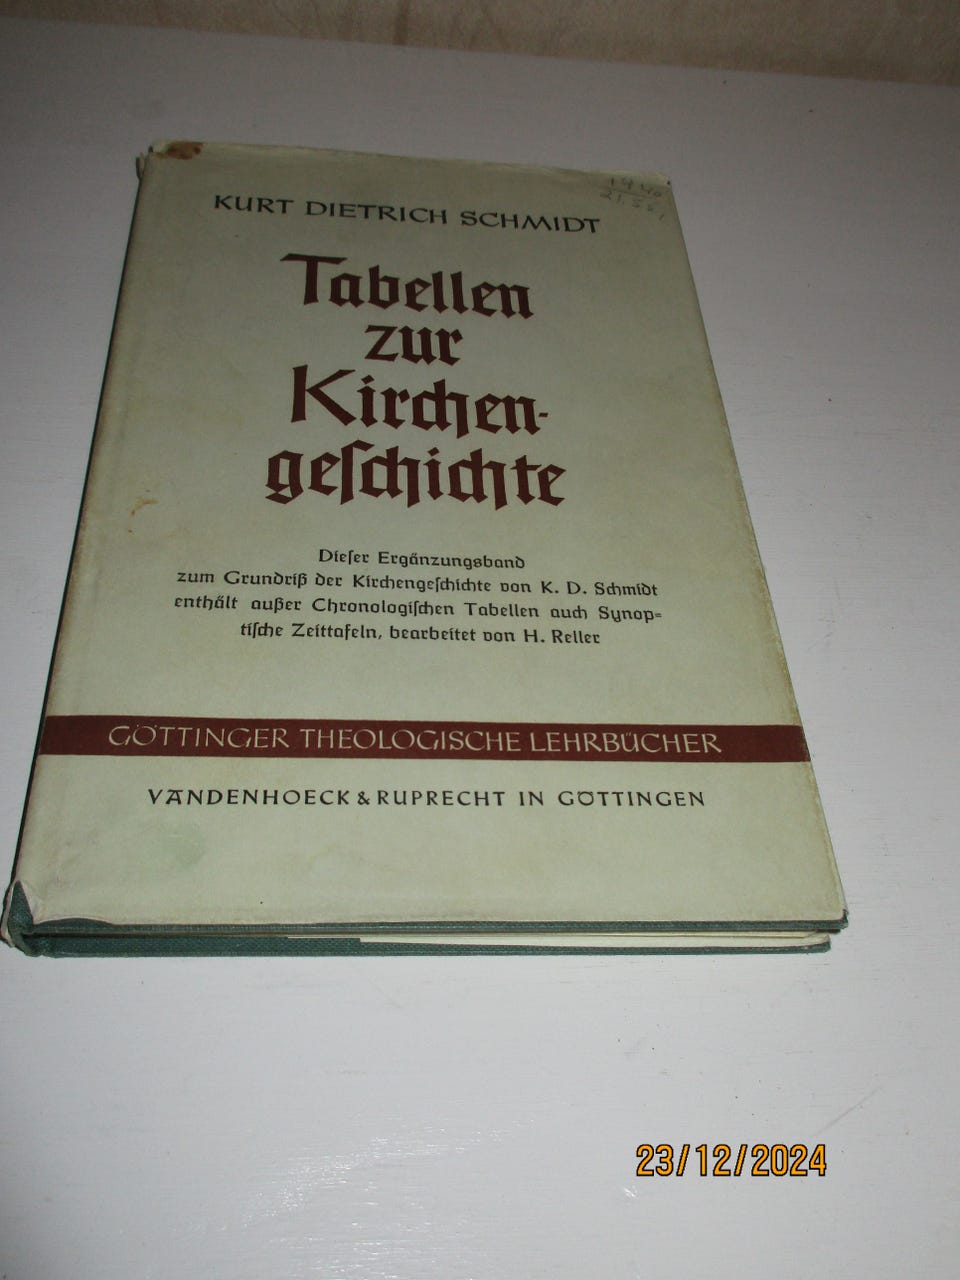 KURT DIETRICH SCHMIDT
Tabellen
zur
Kirchen-
geſchichte
Dieſer Ergänzungsband
zum Grundriß der Kirchengeſchichte von K. D. Schmidt
enthält außer Chronologiſchen Tabellen auch Synop=
tiſche Zeittafeln, bearbeitet von H. Reller
GÖTTINGER THEOLOGISCHE LEHRBÜCHER
VANDENHOECK & RUPRECHT IN GÖTTINGEN
23/12/2024